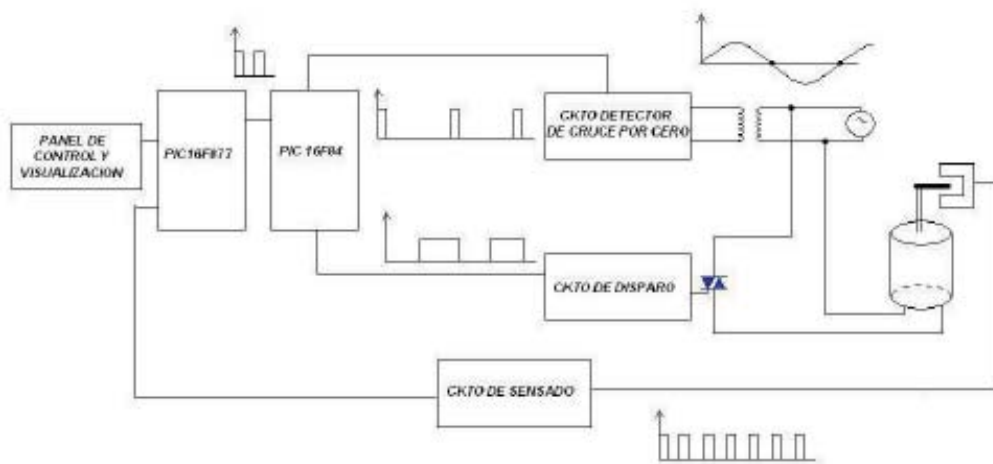 PANEL DE
CONTROL Y
VISUALIZACION
PIC16F877
PIC 16F84
CKTO DETECTOR
DE CRUCE POR CERO
CKTO DE DISPARO
CKTO DE SENSADO